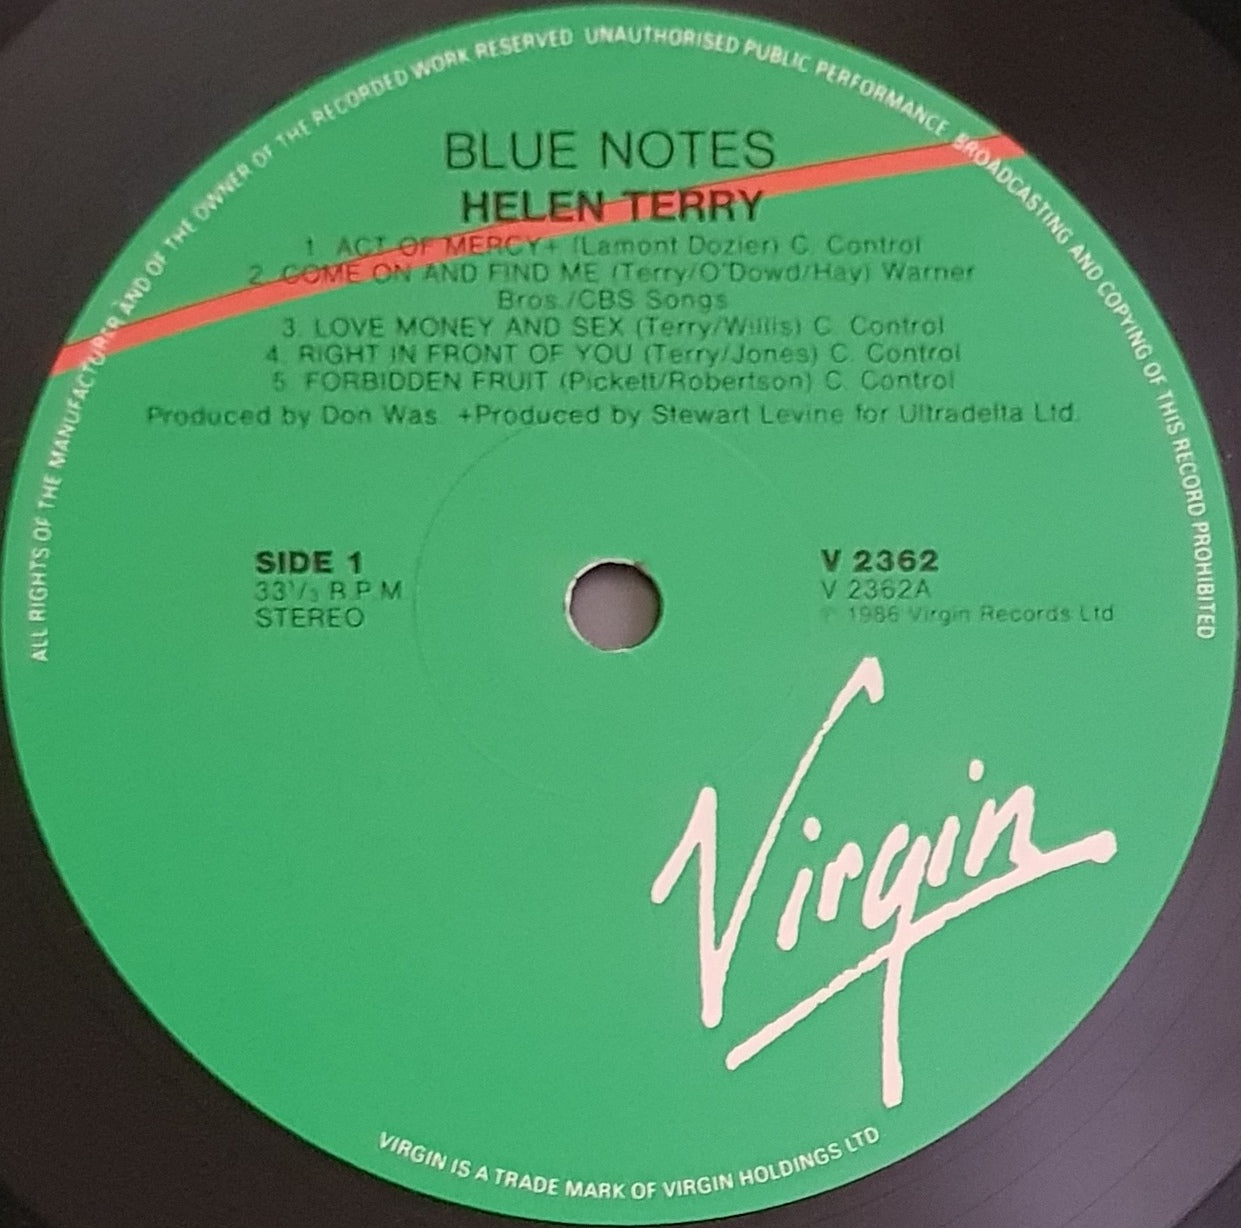 ALL RIGHTS OF THE MANUFACTURER AND OF THE OWNER OF THE RECORDED WORK RESERVED UNAUTHORISED PUBLIC PERFORMANCE BROADCASTING AND COPYING OF THIS RECORD PROHIBITED
BLUE NOTES
HELEN TERRY
1. ACT OF MERCY+ (Lamont Dozier) C. Control
2. COME ON AND FIND ME (Terry/O'Dowd/Hay) Warner
Bros./CBS Songs
3. LOVE MONEY AND SEX (Terry/Willis) C. Control
4. RIGHT IN FRONT OF YOU (Terry/Jones) C. Control
5. FORBIDDEN FRUIT (Pickett/Robertson) C. Control
Produced by Don Was. +Produced by Stewart Levine for Ultradelta Ltd.
SIDE 1
33⅓ R.P.M.
STEREO
V 2362
V 2362A
℗ 1986 Virgin Records Ltd.
Virgin
VIRGIN IS A TRADE MARK OF VIRGIN HOLDINGS LTD